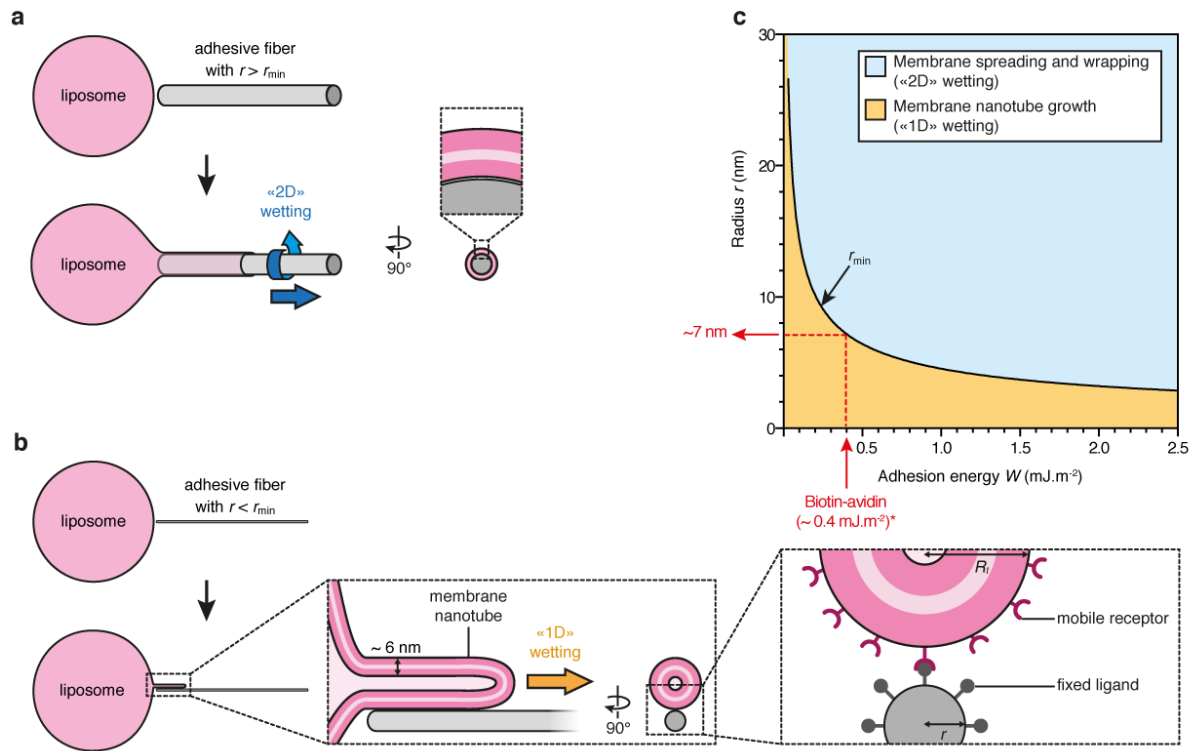 a
liposome
adhesive fiber
with r > rmin
liposome
«2D»
wetting
90°
b
liposome
adhesive fiber
with r < rmin
liposome
membrane
nanotube
~ 6 nm
«1D»
wetting
90°
Rt
mobile receptor
fixed ligand
r
c
Radius r (nm)
30
20
10
0
Membrane spreading and wrapping
(«2D» wetting)
Membrane nanotube growth
(«1D» wetting)
rmin
~7 nm
0.5
1.0
1.5
2.0
2.5
Adhesion energy W (mJ.m⁻²)
Biotin-avidin
(~ 0.4 mJ.m⁻²)*